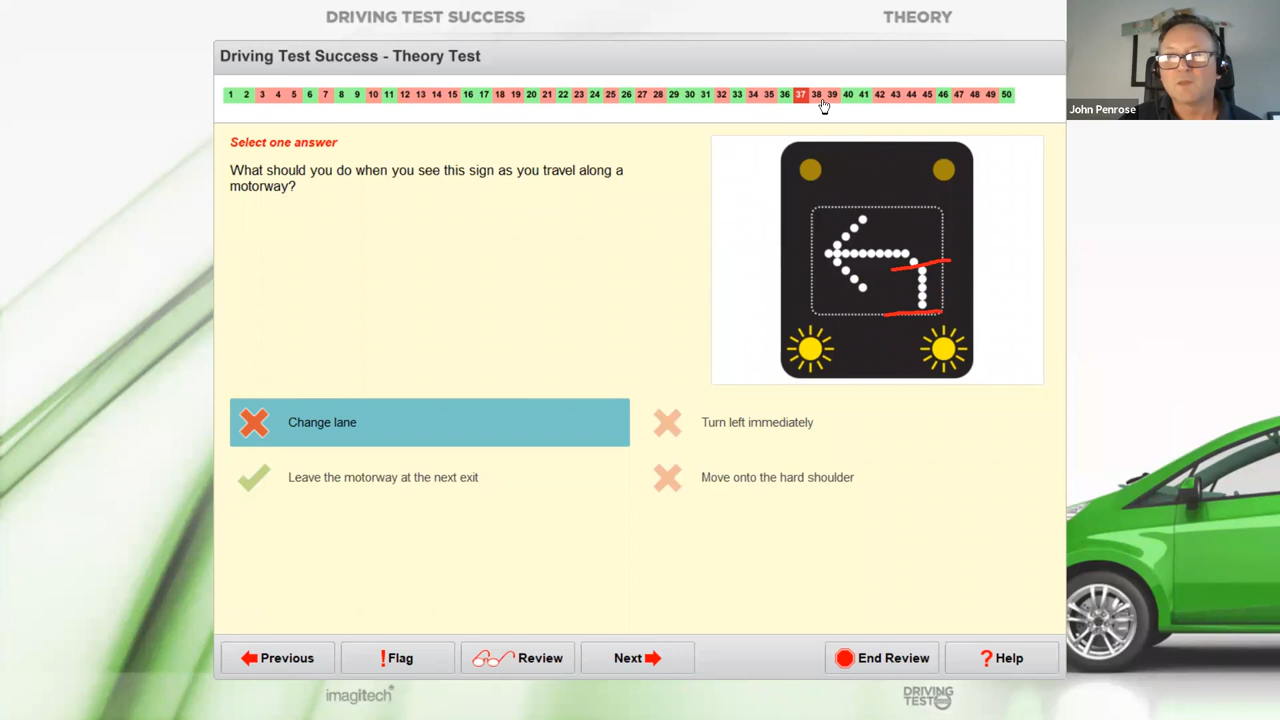 DRIVING TEST SUCCESS THEORY
John Penrose
Driving Test Success - Theory Test
1 2 3 4 5 6 7 8 9 10 11 12 13 14 15 16 17 18 19 20 21 22 23 24 25 26 27 28 29 30 31 32 33 34 35 36 37 38 39 40 41 42 43 44 45 46 47 48 49 50
Select one answer
What should you do when you see this sign as you travel along a
motorway?
Change lane
Turn left immediately
Leave the motorway at the next exit
Move onto the hard shoulder
Previous !Flag Review Next End Review ?Help
imagitech
DRIVING
TEST